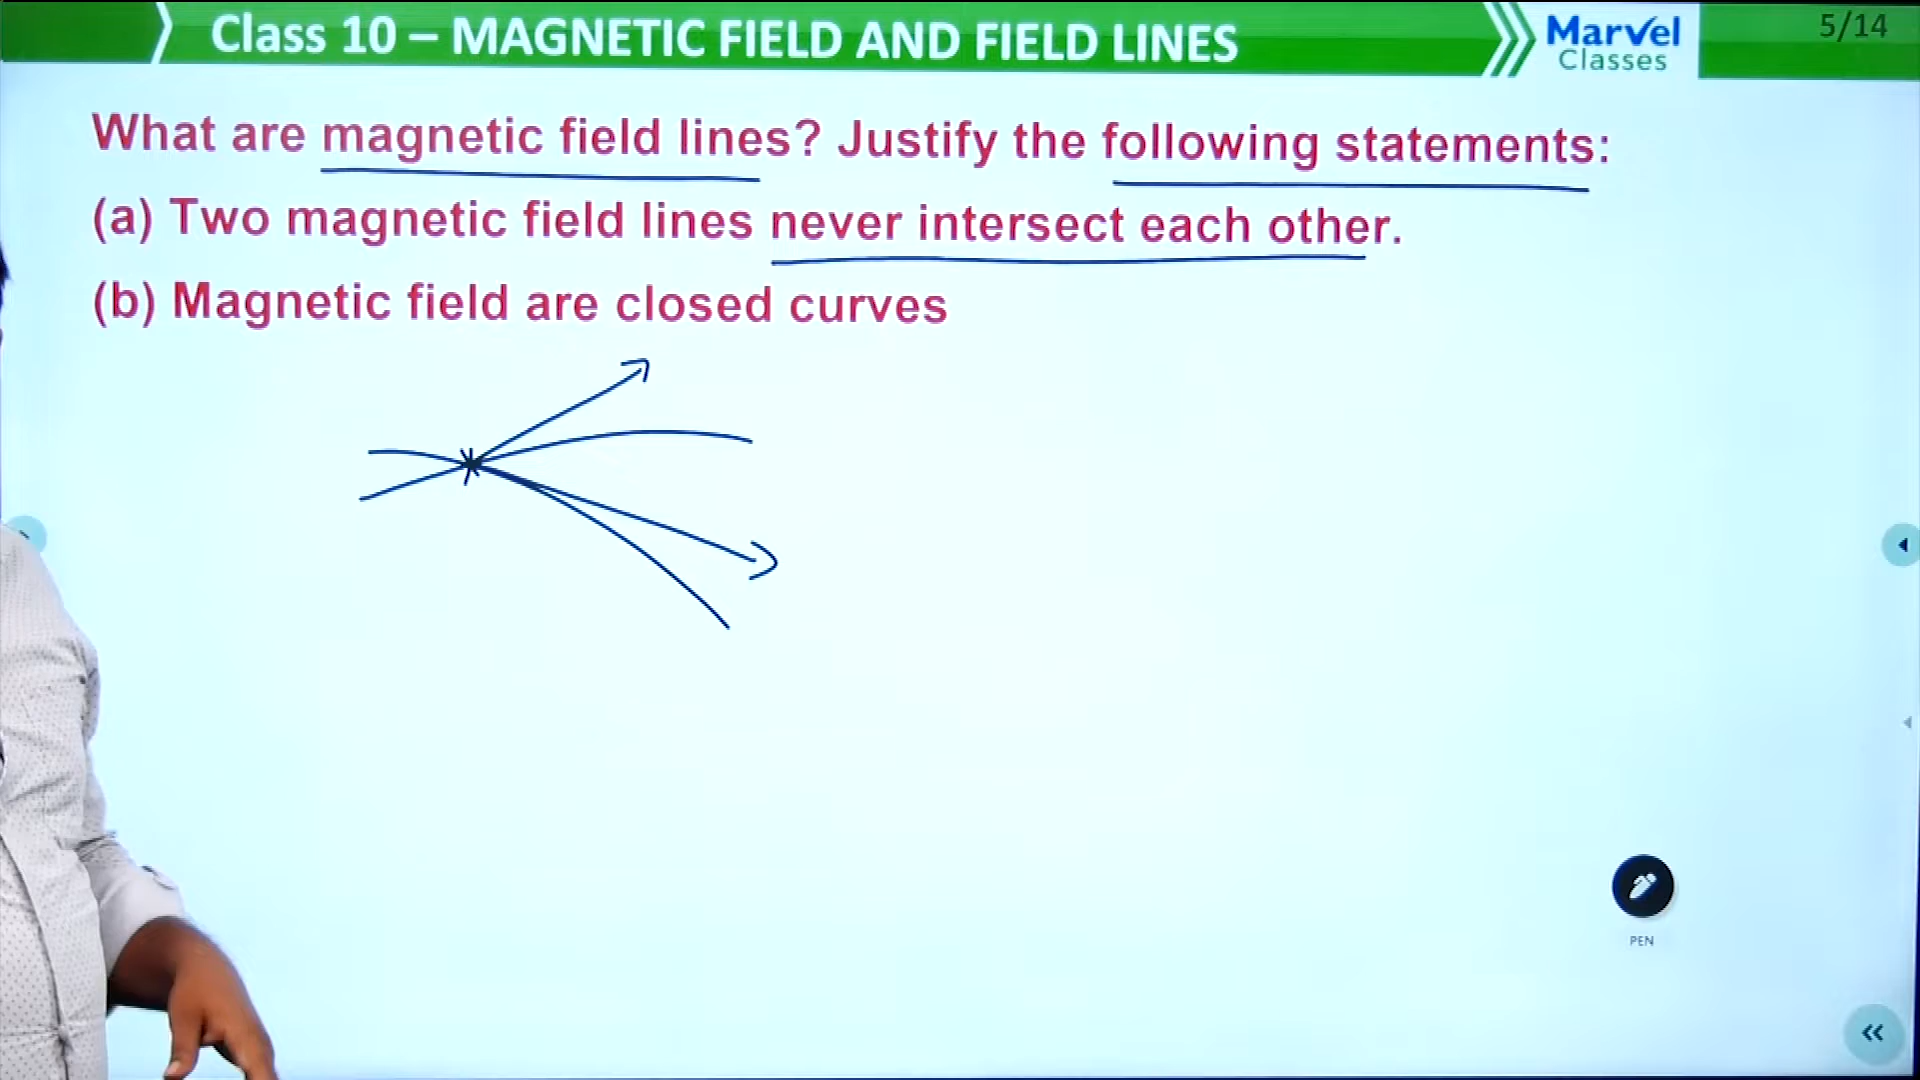 Class 10 – MAGNETIC FIELD AND FIELD LINES
Marvel
Classes
5/14
What are magnetic field lines? Justify the following statements:
(a) Two magnetic field lines never intersect each other.
(b) Magnetic field are closed curves
PEN